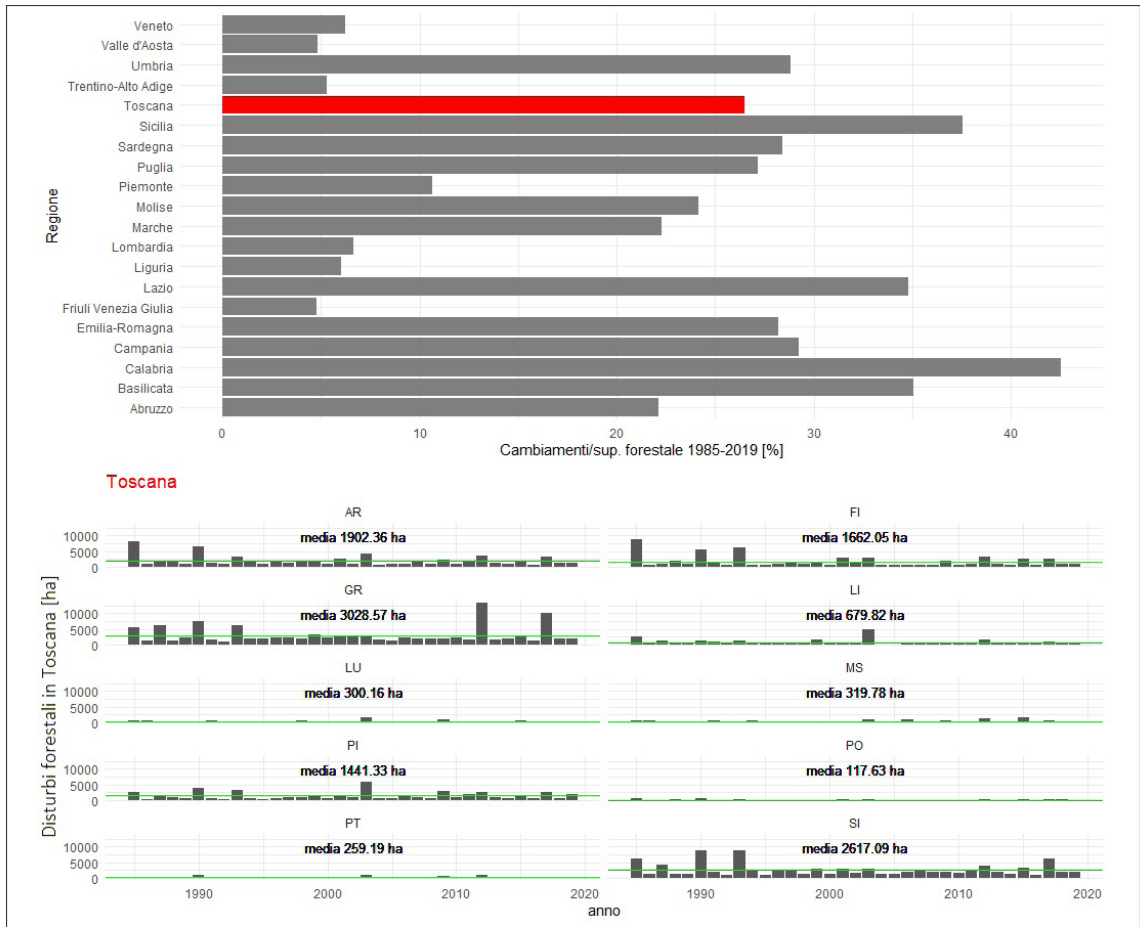 Veneto
Valle d'Aosta
Umbria
Trentino-Alto Adige
Toscana
Sicilia
Sardegna
Puglia
Piemonte
Molise
Marche
Lombardia
Liguria
Lazio
Friuli Venezia Giulia
Emilia-Romagna
Campania
Calabria
Basilicata
Abruzzo
Regione
0 10 20 30 40
Cambiamenti/sup. forestale 1985-2019 [%]
Toscana
Disturbi forestali in Toscana [ha]
AR FI
10000
5000
0
media 1902.36 ha media 1662.05 ha
GR LI
10000
5000
0
media 3028.57 ha media 679.82 ha
LU MS
10000
5000
0
media 300.16 ha media 319.78 ha
PI PO
10000
5000
0
media 1441.33 ha media 117.63 ha
PT SI
10000
5000
0
media 259.19 ha media 2617.09 ha
1990 2000 2010 2020 1990 2000 2010 2020
anno